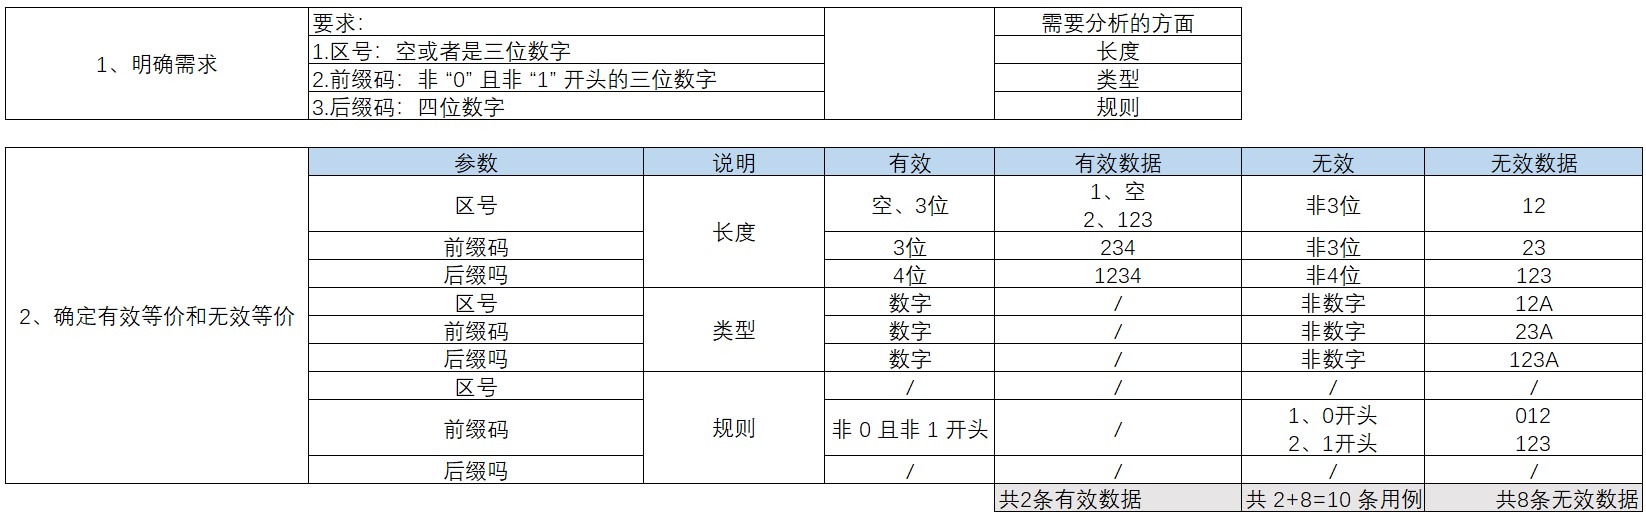 1、明确需求
要求：
1.区号：空或者是三位数字
2.前缀码：非 “0” 且非 “1” 开头的三位数字
3.后缀码：四位数字
需要分析的方面
长度
类型
规则
2、确定有效等价和无效等价
参数 说明 有效 有效数据 无效 无效数据
区号 长度 空、3位 1、空 非3位 12
2、123
前缀码 3位 234 非3位 23
后缀吗 4位 1234 非4位 123
区号 类型 数字 / 非数字 12A
前缀码 数字 / 非数字 23A
后缀吗 数字 / 非数字 123A
区号 规则 / / / /
前缀码 非 0 且非 1 开头 / 1、0开头 012
2、1开头 123
后缀吗 / / / /
共2条有效数据 共 2+8=10 条用例 共8条无效数据